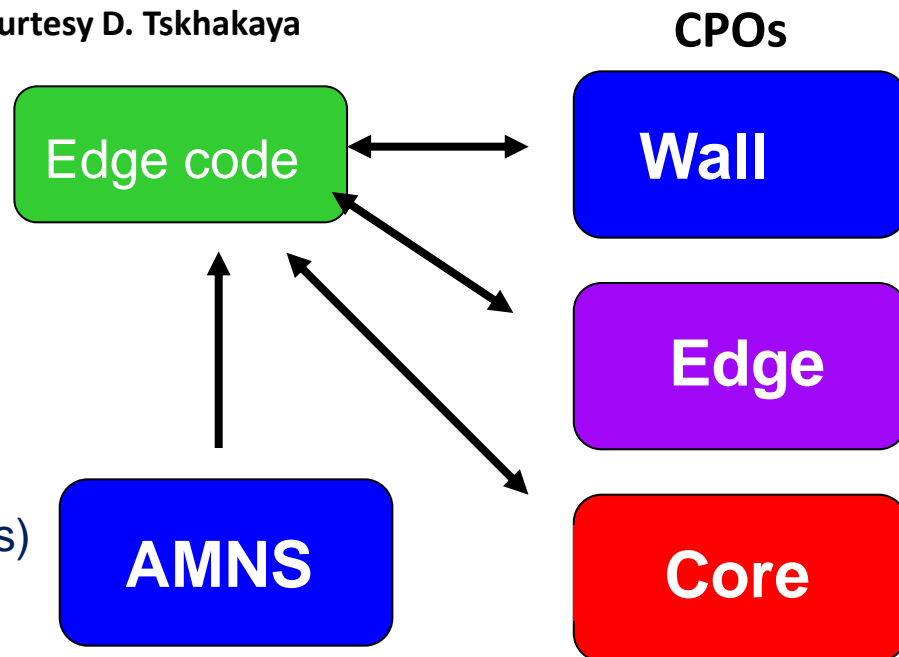 urtesy D. Tskhakaya
CPOs
Edge code
Wall
Edge
s)
AMNS
Core